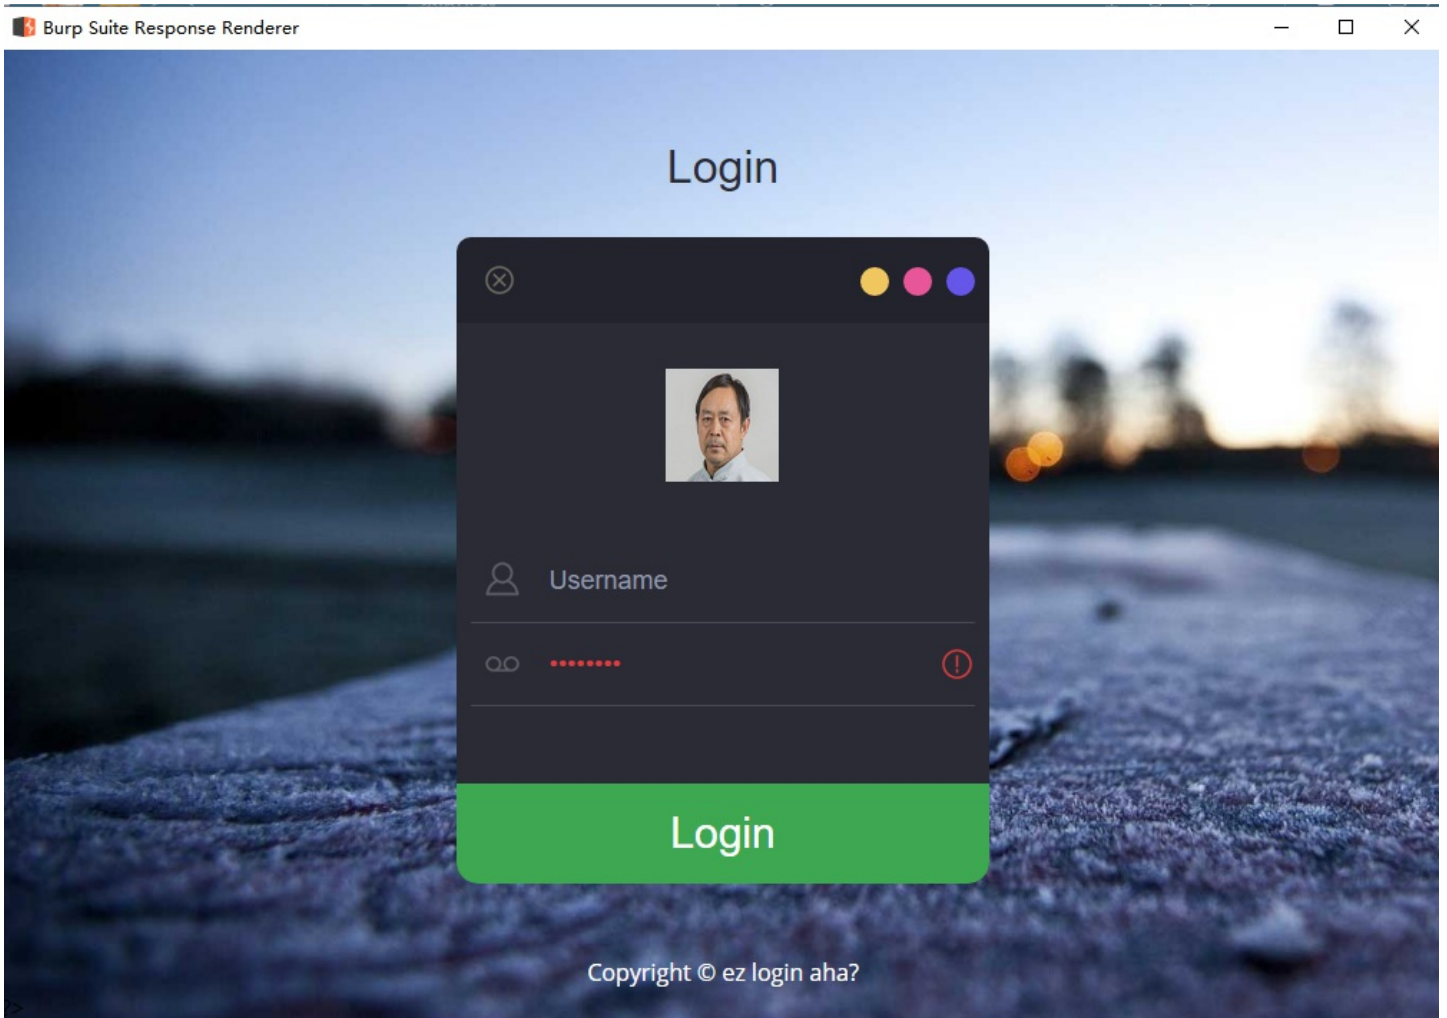 Burp Suite Response Renderer
Login
Username
Login
Copyright © ez login aha?